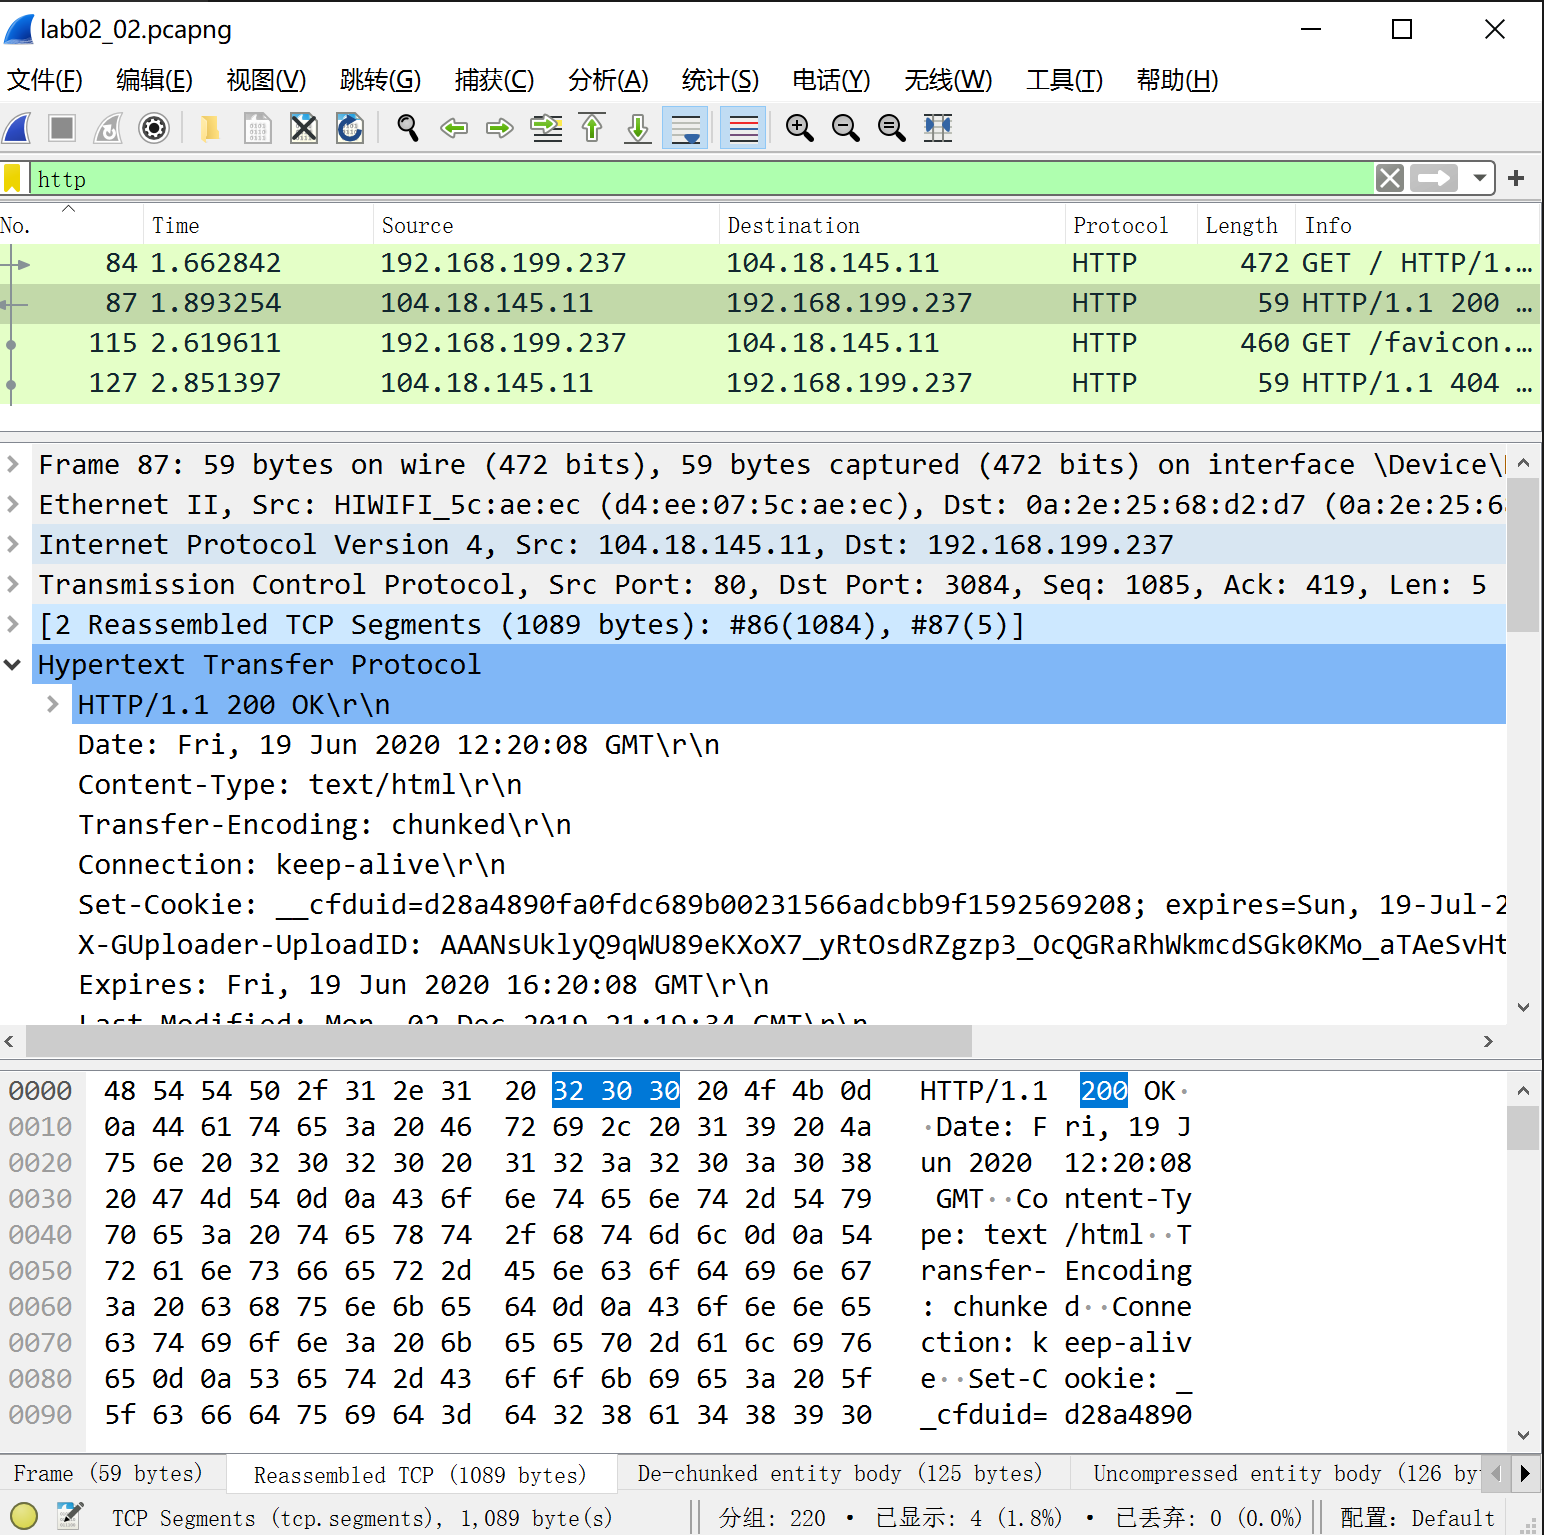 lab02_02.pcapng
文件(F) 编辑(E) 视图(V) 跳转(G) 捕获(C) 分析(A) 统计(S) 电话(Y) 无线(W) 工具(T) 帮助(H)
http
No. Time Source Destination Protocol Length Info
84 1.662842 192.168.199.237 104.18.145.11 HTTP 472 GET / HTTP/1.…
87 1.893254 104.18.145.11 192.168.199.237 HTTP 59 HTTP/1.1 200 …
115 2.619611 192.168.199.237 104.18.145.11 HTTP 460 GET /favicon.…
127 2.851397 104.18.145.11 192.168.199.237 HTTP 59 HTTP/1.1 404 …
Frame 87: 59 bytes on wire (472 bits), 59 bytes captured (472 bits) on interface \Device\
Ethernet II, Src: HIWIFI_5c:ae:ec (d4:ee:07:5c:ae:ec), Dst: 0a:2e:25:68:d2:d7 (0a:2e:25:6
Internet Protocol Version 4, Src: 104.18.145.11, Dst: 192.168.199.237
Transmission Control Protocol, Src Port: 80, Dst Port: 3084, Seq: 1085, Ack: 419, Len: 5
[2 Reassembled TCP Segments (1089 bytes): #86(1084), #87(5)]
Hypertext Transfer Protocol
HTTP/1.1 200 OK\r\n
Date: Fri, 19 Jun 2020 12:20:08 GMT\r\n
Content-Type: text/html\r\n
Transfer-Encoding: chunked\r\n
Connection: keep-alive\r\n
Set-Cookie: __cfduid=d28a4890fa0fdc689b00231566adcbb9f1592569208; expires=Sun, 19-Jul-2
X-GUploader-UploadID: AAANsUklyQ9qWU89eKXoX7_yRtOsdRZgzp3_OcQGRaRhWkmcdSGk0KMo_aTAeSvHt
Expires: Fri, 19 Jun 2020 16:20:08 GMT\r\n
Last-Modified: Mon, 02 Dec 2019 21:19:34 GMT\r\n
0000 48 54 54 50 2f 31 2e 31 20 32 30 30 20 4f 4b 0d HTTP/1.1 200 OK·
0010 0a 44 61 74 65 3a 20 46 72 69 2c 20 31 39 20 4a ·Date: F ri, 19 J
0020 75 6e 20 32 30 32 30 20 31 32 3a 32 30 3a 30 38 un 2020 12:20:08
0030 20 47 4d 54 0d 0a 43 6f 6e 74 65 6e 74 2d 54 79 GMT··Co ntent-Ty
0040 70 65 3a 20 74 65 78 74 2f 68 74 6d 6c 0d 0a 54 pe: text /html··T
0050 72 61 6e 73 66 65 72 2d 45 6e 63 6f 64 69 6e 67 ransfer- Encoding
0060 3a 20 63 68 75 6e 6b 65 64 0d 0a 43 6f 6e 6e 65 : chunke d··Conne
0070 63 74 69 6f 6e 3a 20 6b 65 65 70 2d 61 6c 69 76 ction: k eep-aliv
0080 65 0d 0a 53 65 74 2d 43 6f 6f 6b 69 65 3a 20 5f e··Set-C ookie: _
0090 5f 63 66 64 75 69 64 3d 64 32 38 61 34 38 39 30 _cfduid= d28a4890
Frame (59 bytes) Reassembled TCP (1089 bytes) De-chunked entity body (125 bytes) Uncompressed entity body (126 by
TCP Segments (tcp.segments), 1,089 byte(s) 分组: 220 · 已显示: 4 (1.8%) · 已丢弃: 0 (0.0%) 配置: Default